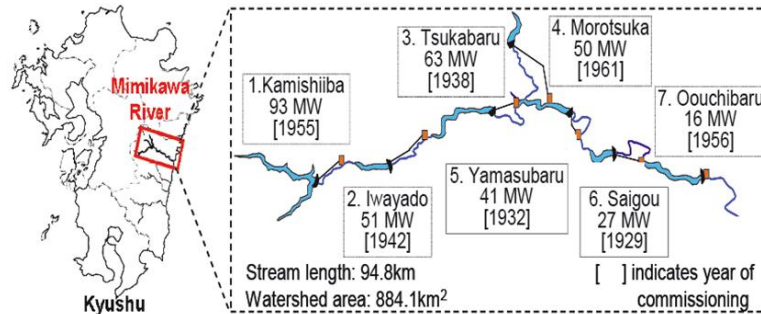 Mimikawa
River
Kyushu
1.Kamishiiba
93 MW
[1955]
2. Iwayado
51 MW
[1942]
3. Tsukabaru
63 MW
[1938]
4. Morotsuka
50 MW
[1961]
5. Yamasubaru
41 MW
[1932]
6. Saigou
27 MW
[1929]
7. Oouchibaru
16 MW
[1956]
Stream length: 94.8km
Watershed area: 884.1km2
[ ] indicates year of
commissioning